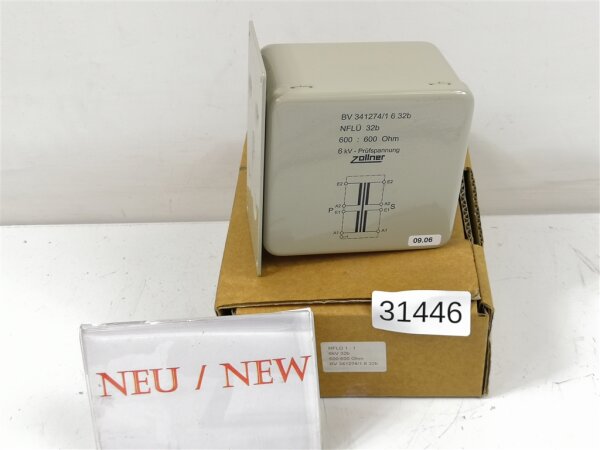 BV 341274/1 6 32b
NFLÜ 32b
600 : 600 Ohm
6 kV - Prüfspannung
Zollner
E2 E2
A2 A2
P E1 E1 S
A1 A1
09.06
31446
NFLÜ 1 : 1
6kV 32b
600:600 Ohm
BV 341274/1 6 32b
NEU / NEW